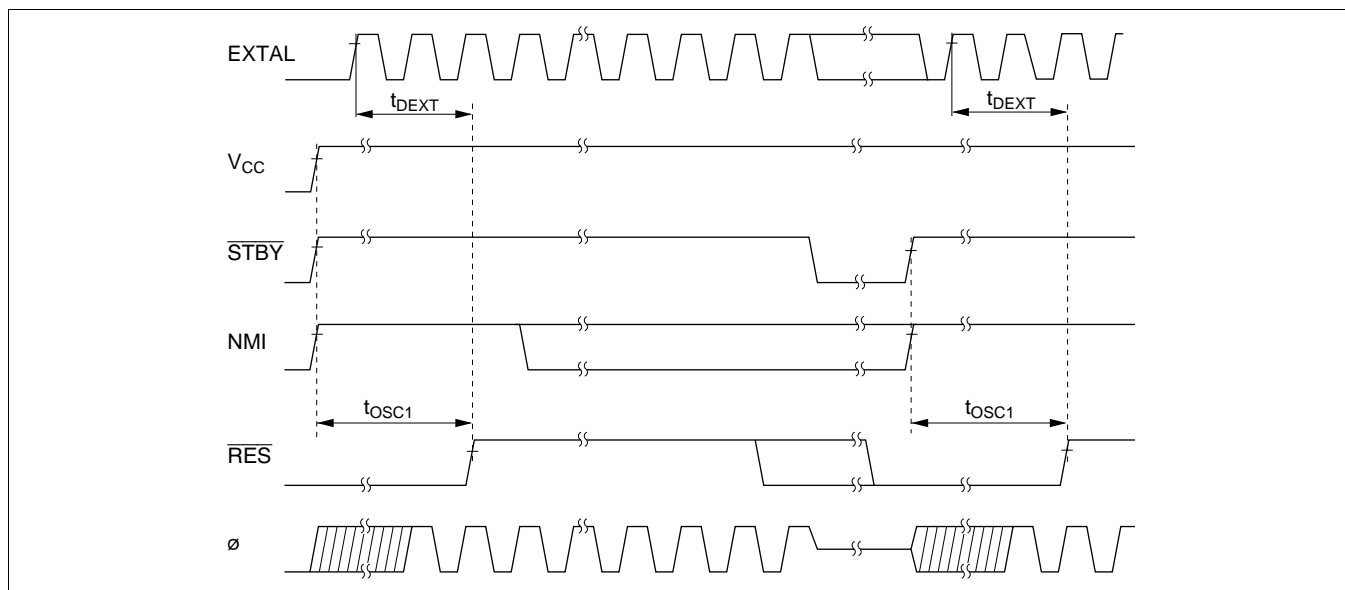 EXTAL
tDEXT
tDEXT
VCC
STBY
NMI
tOSC1
tOSC1
RES
ø